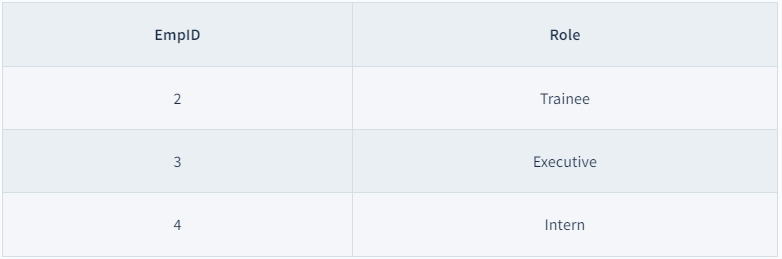 EmpID Role
2 Trainee
3 Executive
4 Intern